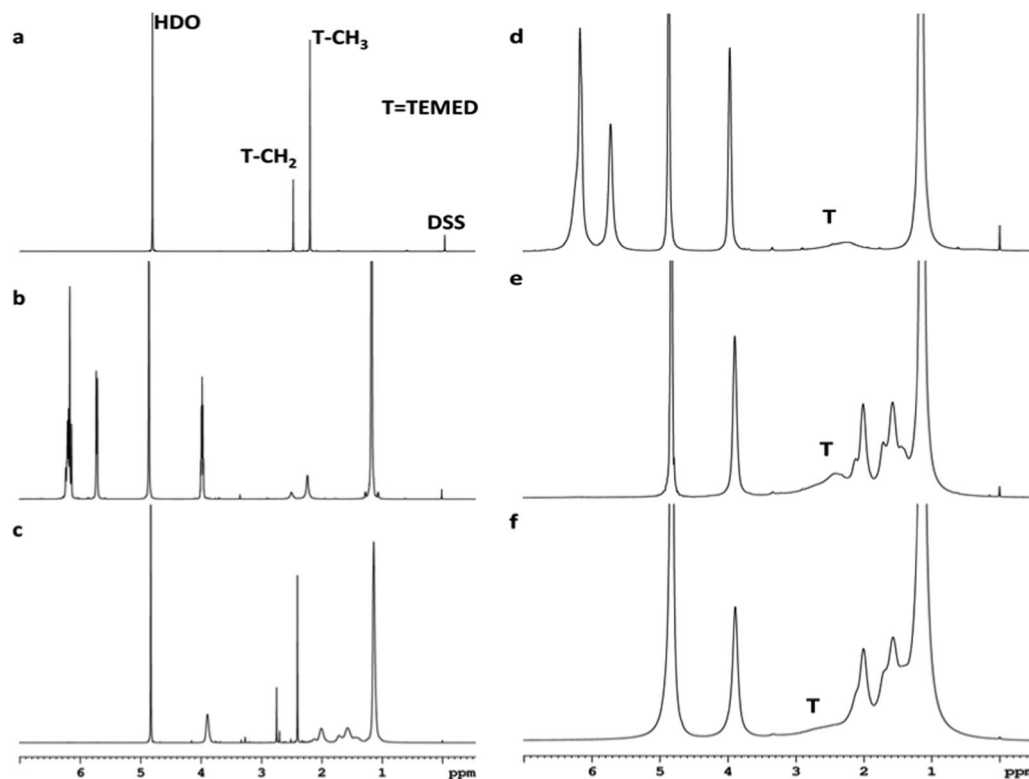 a
HDO
T-CH₃
T=TEMED
T-CH₂
DSS
b
c
6 5 4 3 2 1 ppm
d
T
e
T
f
T
6 5 4 3 2 1 ppm